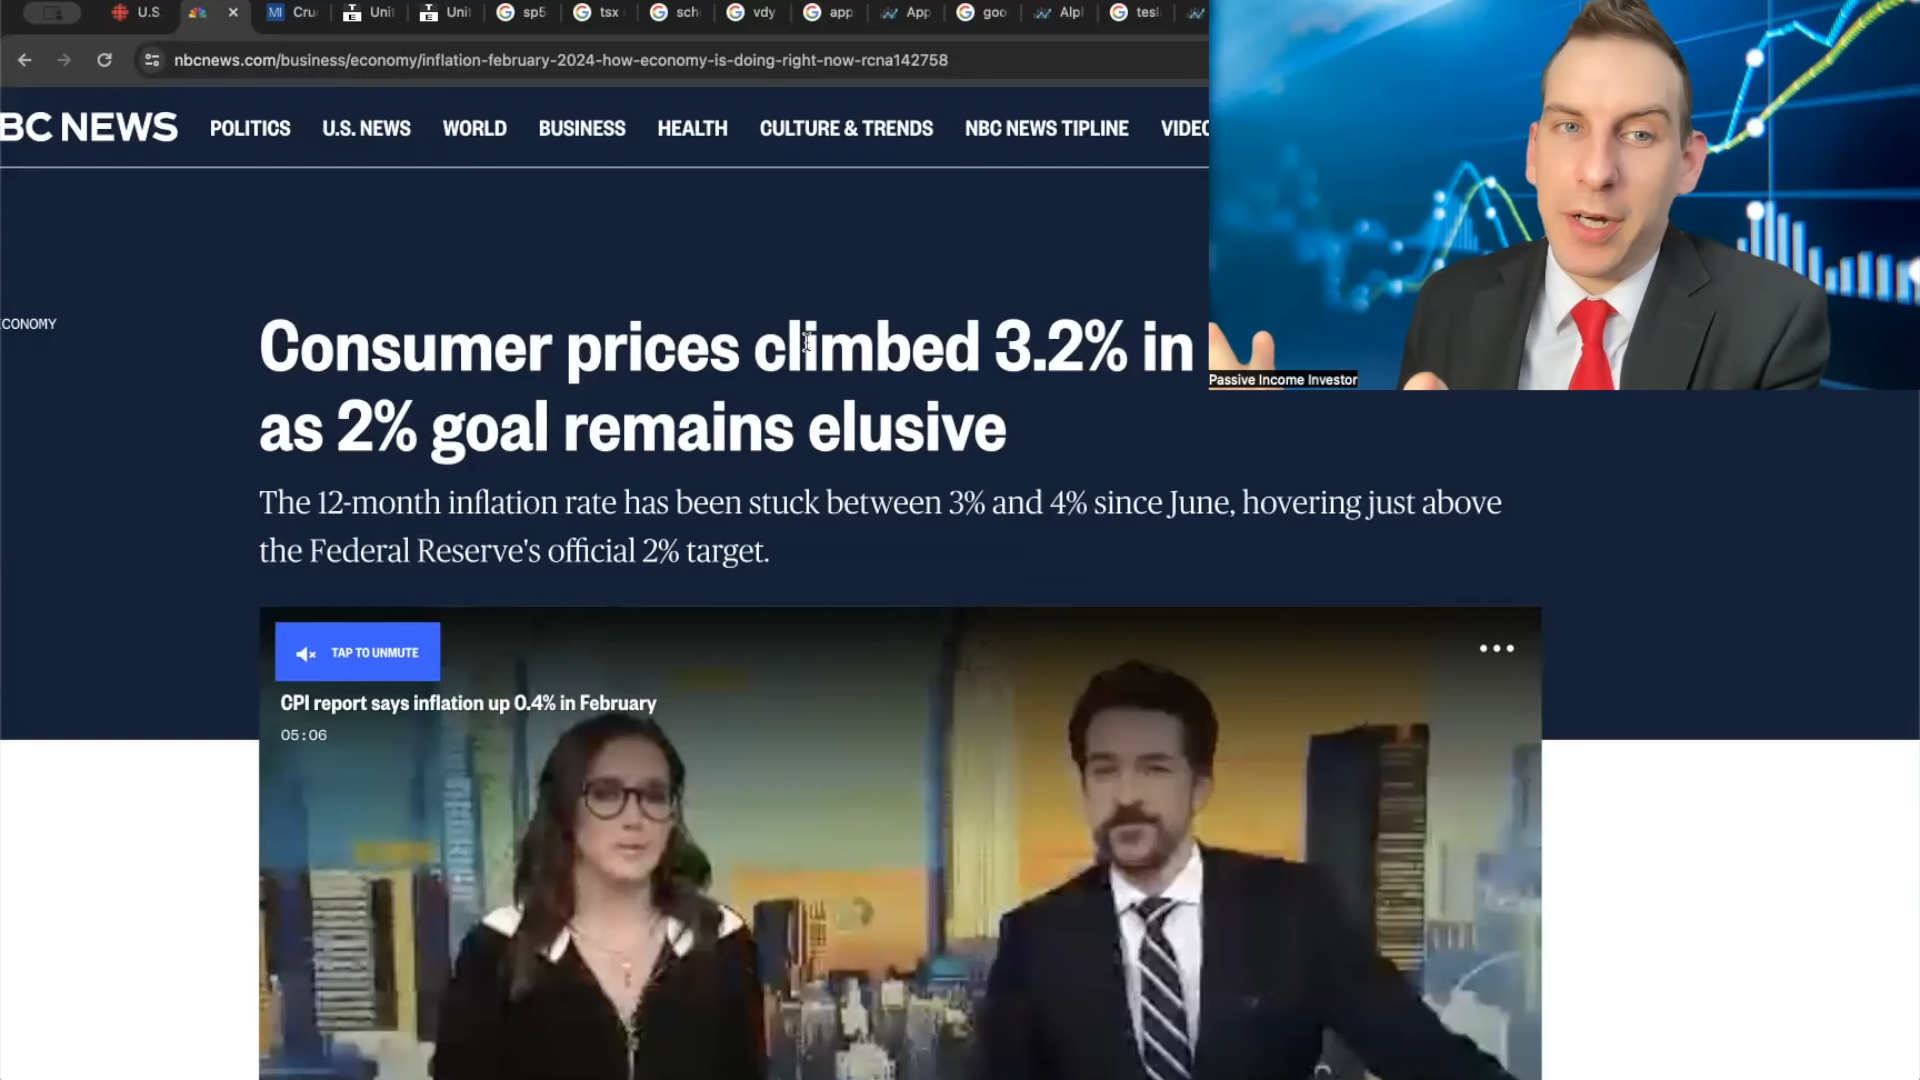 U.S.
Cru
Uni
Uni
sp5
tsx
sch
vdy
app
App
goo
Alpl
tesl
nbcnews.com/business/economy/inflation-february-2024-how-economy-is-doing-right-now-rcna142758
BC NEWS
POLITICS
U.S. NEWS
WORLD
BUSINESS
HEALTH
CULTURE & TRENDS
NBC NEWS TIPLINE
VIDEO
Passive Income Investor
CONOMY
Consumer prices climbed 3.2% in
as 2% goal remains elusive
The 12-month inflation rate has been stuck between 3% and 4% since June, hovering just above
the Federal Reserve's official 2% target.
TAP TO UNMUTE
CPI report says inflation up 0.4% in February
05:06